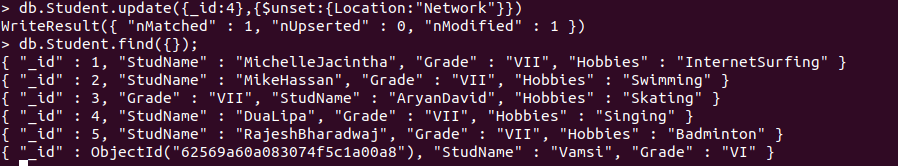 > db.Student.update({_id:4},{$unset:{Location:"Network"}})
WriteResult({ "nMatched" : 1, "nUpserted" : 0, "nModified" : 1 })
> db.Student.find({});
{ "_id" : 1, "StudName" : "MichelleJacintha", "Grade" : "VII", "Hobbies" : "InternetSurfing" }
{ "_id" : 2, "StudName" : "MikeHassan", "Grade" : "VII", "Hobbies" : "Swimming" }
{ "_id" : 3, "Grade" : "VII", "StudName" : "AryanDavid", "Hobbies" : "Skating" }
{ "_id" : 4, "StudName" : "DuaLipa", "Grade" : "VII", "Hobbies" : "Singing" }
{ "_id" : 5, "StudName" : "RajeshBharadwaj", "Grade" : "VII", "Hobbies" : "Badminton" }
{ "_id" : ObjectId("62569a60a083074f5c1a00a8"), "StudName" : "Vamsi", "Grade" : "VI" }